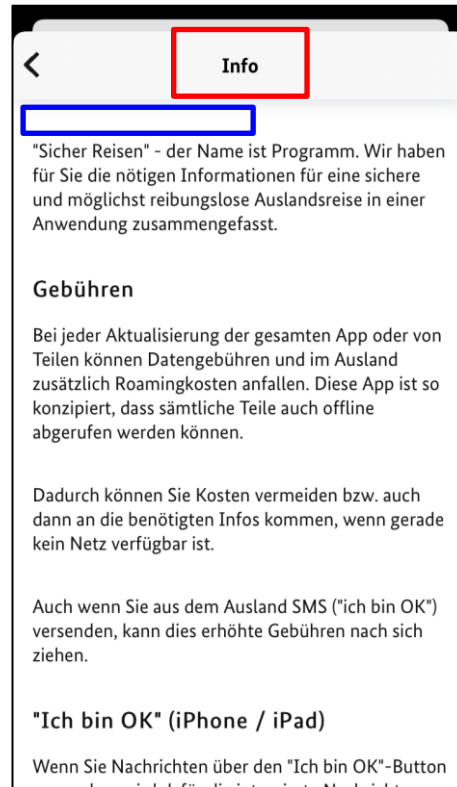 Info
"Sicher Reisen" - der Name ist Programm. Wir haben
für Sie die nötigen Informationen für eine sichere
und möglichst reibungslose Auslandsreise in einer
Anwendung zusammengefasst.
Gebühren
Bei jeder Aktualisierung der gesamten App oder von
Teilen können Datengebühren und im Ausland
zusätzlich Roamingkosten anfallen. Diese App ist so
konzipiert, dass sämtliche Teile auch offline
abgerufen werden können.
Dadurch können Sie Kosten vermeiden bzw. auch
dann an die benötigten Infos kommen, wenn gerade
kein Netz verfügbar ist.
Auch wenn Sie aus dem Ausland SMS ("ich bin OK")
versenden, kann dies erhöhte Gebühren nach sich
ziehen.
"Ich bin OK" (iPhone / iPad)
Wenn Sie Nachrichten über den "Ich bin OK"-Button